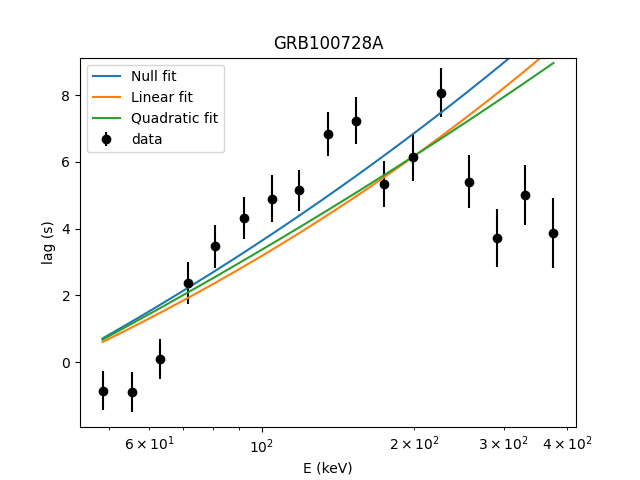 GRB100728A
Null fit
Linear fit
Quadratic fit
data
lag (s)
8
6
4
2
0
6 × 10¹
10²
2 × 10²
3 × 10²
4 × 10²
E (keV)